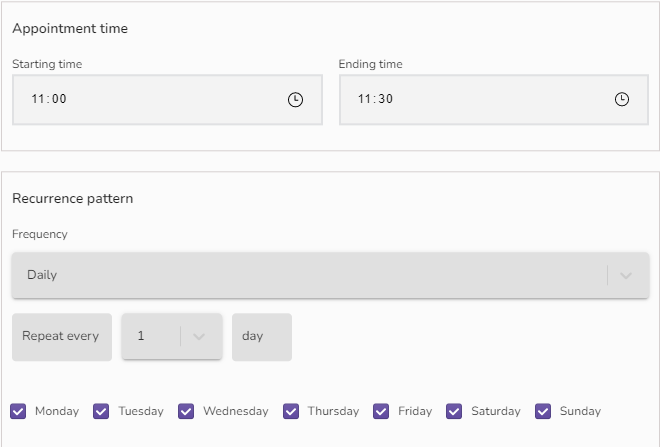 Appointment time
Starting time Ending time
11:00 11:30
Recurrence pattern
Frequency
Daily
Repeat every 1 day
Monday Tuesday Wednesday Thursday Friday Saturday Sunday